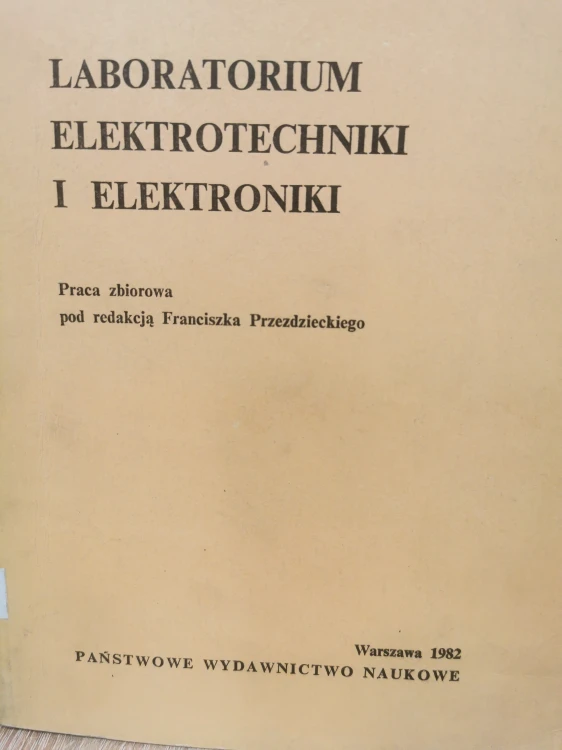 LABORATORIUM
ELEKTROTECHNIKI
I ELEKTRONIKI
Praca zbiorowa
pod redakcją Franciszka Przezdzieckiego
Warszawa 1982
PAŃSTWOWE WYDAWNICTWO NAUKOWE